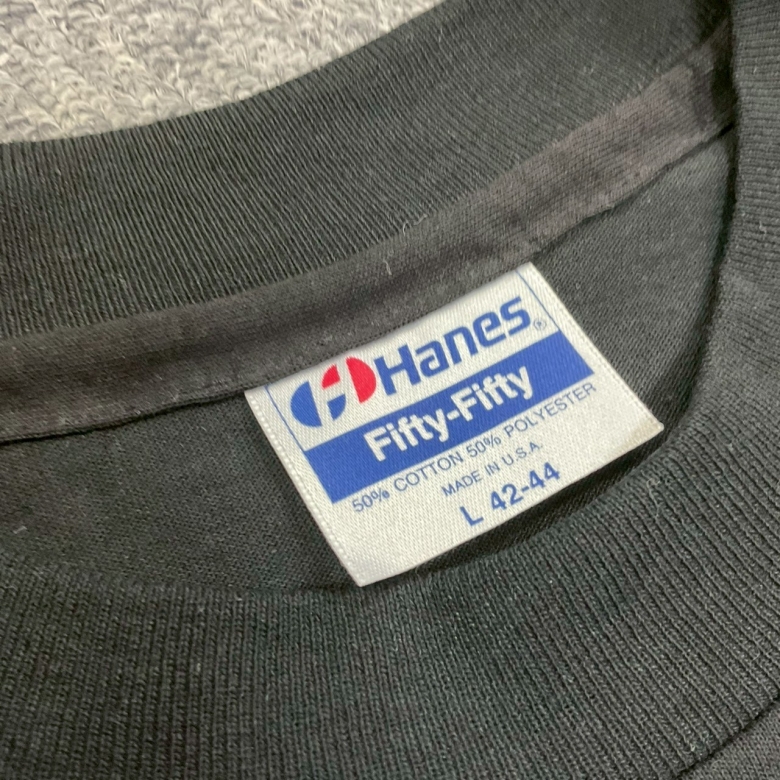 Hanes®
Fifty-Fifty
50% COTTON 50% POLYESTER
MADE IN U.S.A.
L 42-44